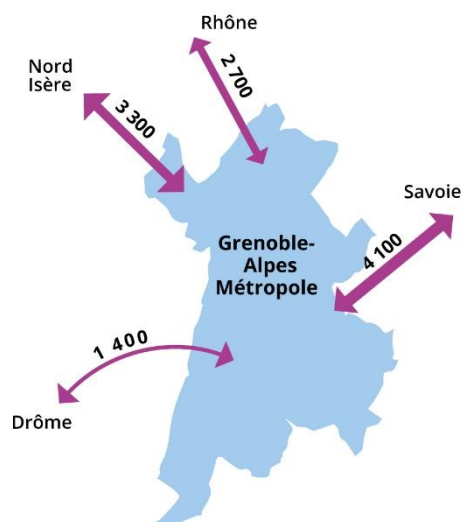 Rhône
2 700
Nord
Isère
3 300
Savoie
4 100
Grenoble-
Alpes
Métropole
1 400
Drôme